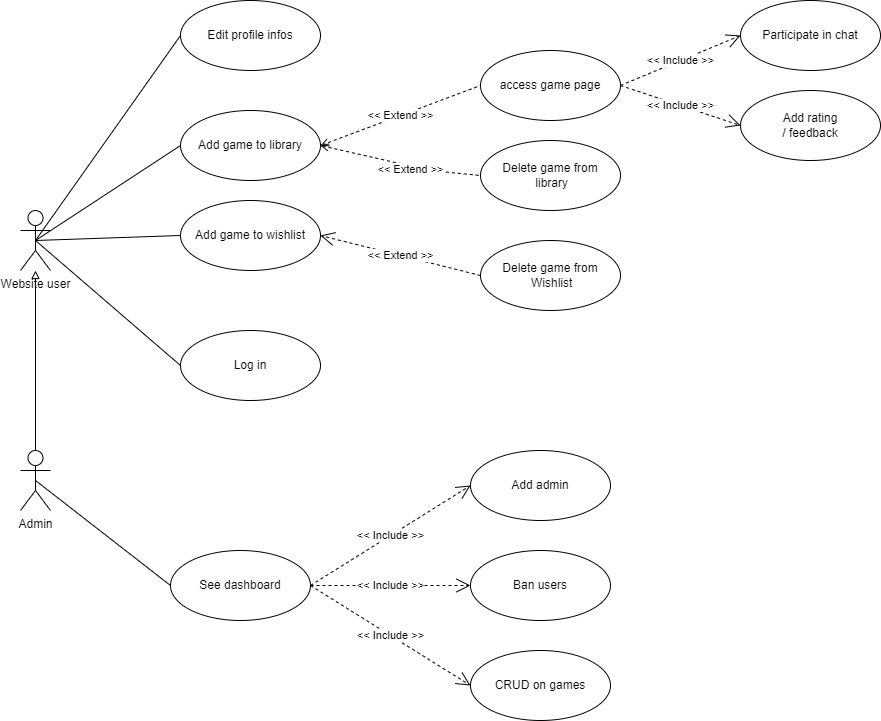 Edit profile infos
Participate in chat
<< Include >>
access game page
<< Include >>
<< Extend >>
Add rating
/ feedback
Add game to library
<< Extend >>
Delete game from
library
Website user
Add game to wishlist
<< Extend >>
Delete game from
Wishlist
Log in
Admin
Add admin
<< Include >>
See dashboard
<< Include >>
Ban users
<< Include >>
CRUD on games